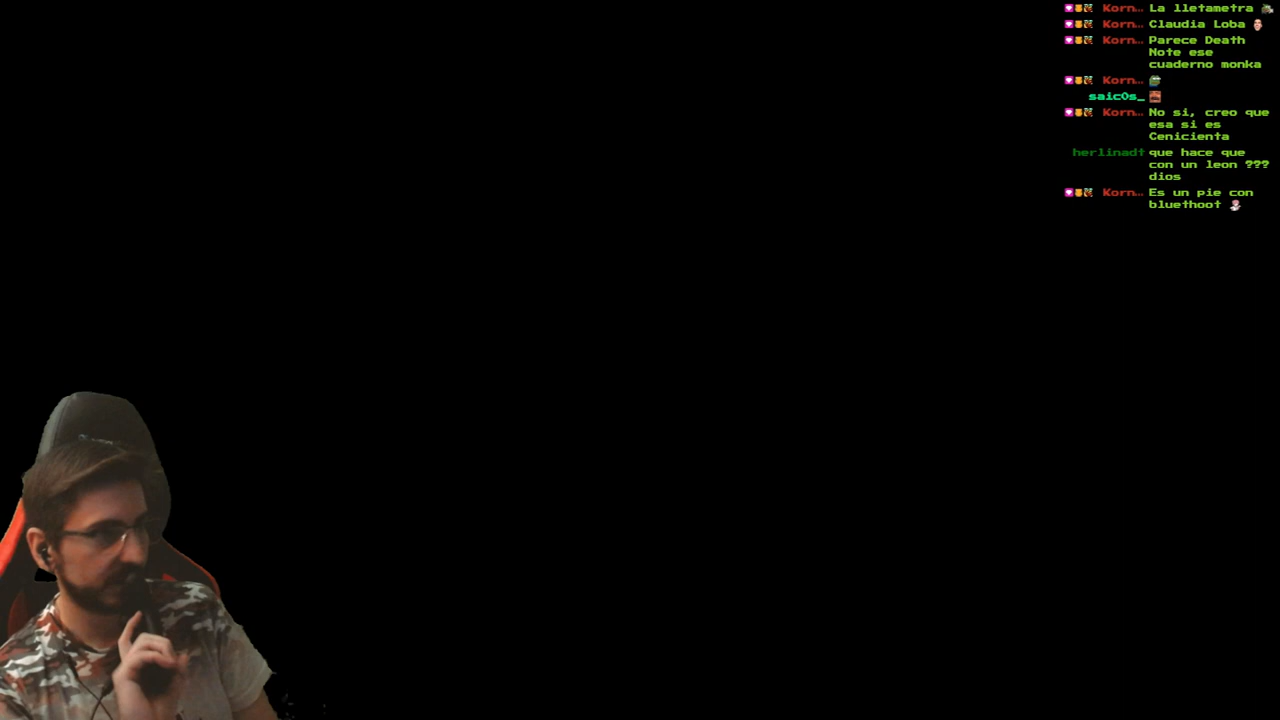 Korn... La lletametra
Korn... Claudia Loba
Korn... Parece Death
Note ese
cuaderno monka
Korn...
saic0s_
Korn... No si, creo que
esa si es
Cenicienta
herlinadt que hace que
con un leon ???
dios
Korn... Es un pie con
bluethoot